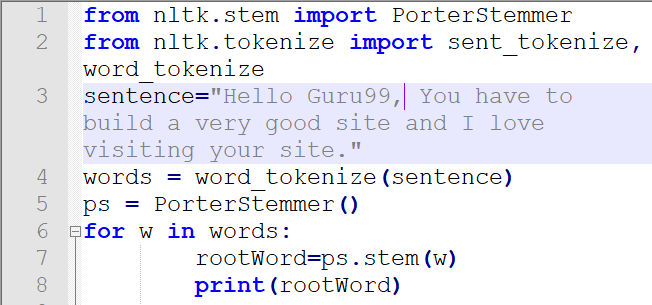 1 from nltk.stem import PorterStemmer
2 from nltk.tokenize import sent_tokenize,
word_tokenize
3 sentence="Hello Guru99, You have to
build a very good site and I love
visiting your site."
4 words = word_tokenize(sentence)
5 ps = PorterStemmer()
6 for w in words:
7 rootWord=ps.stem(w)
8 print(rootWord)